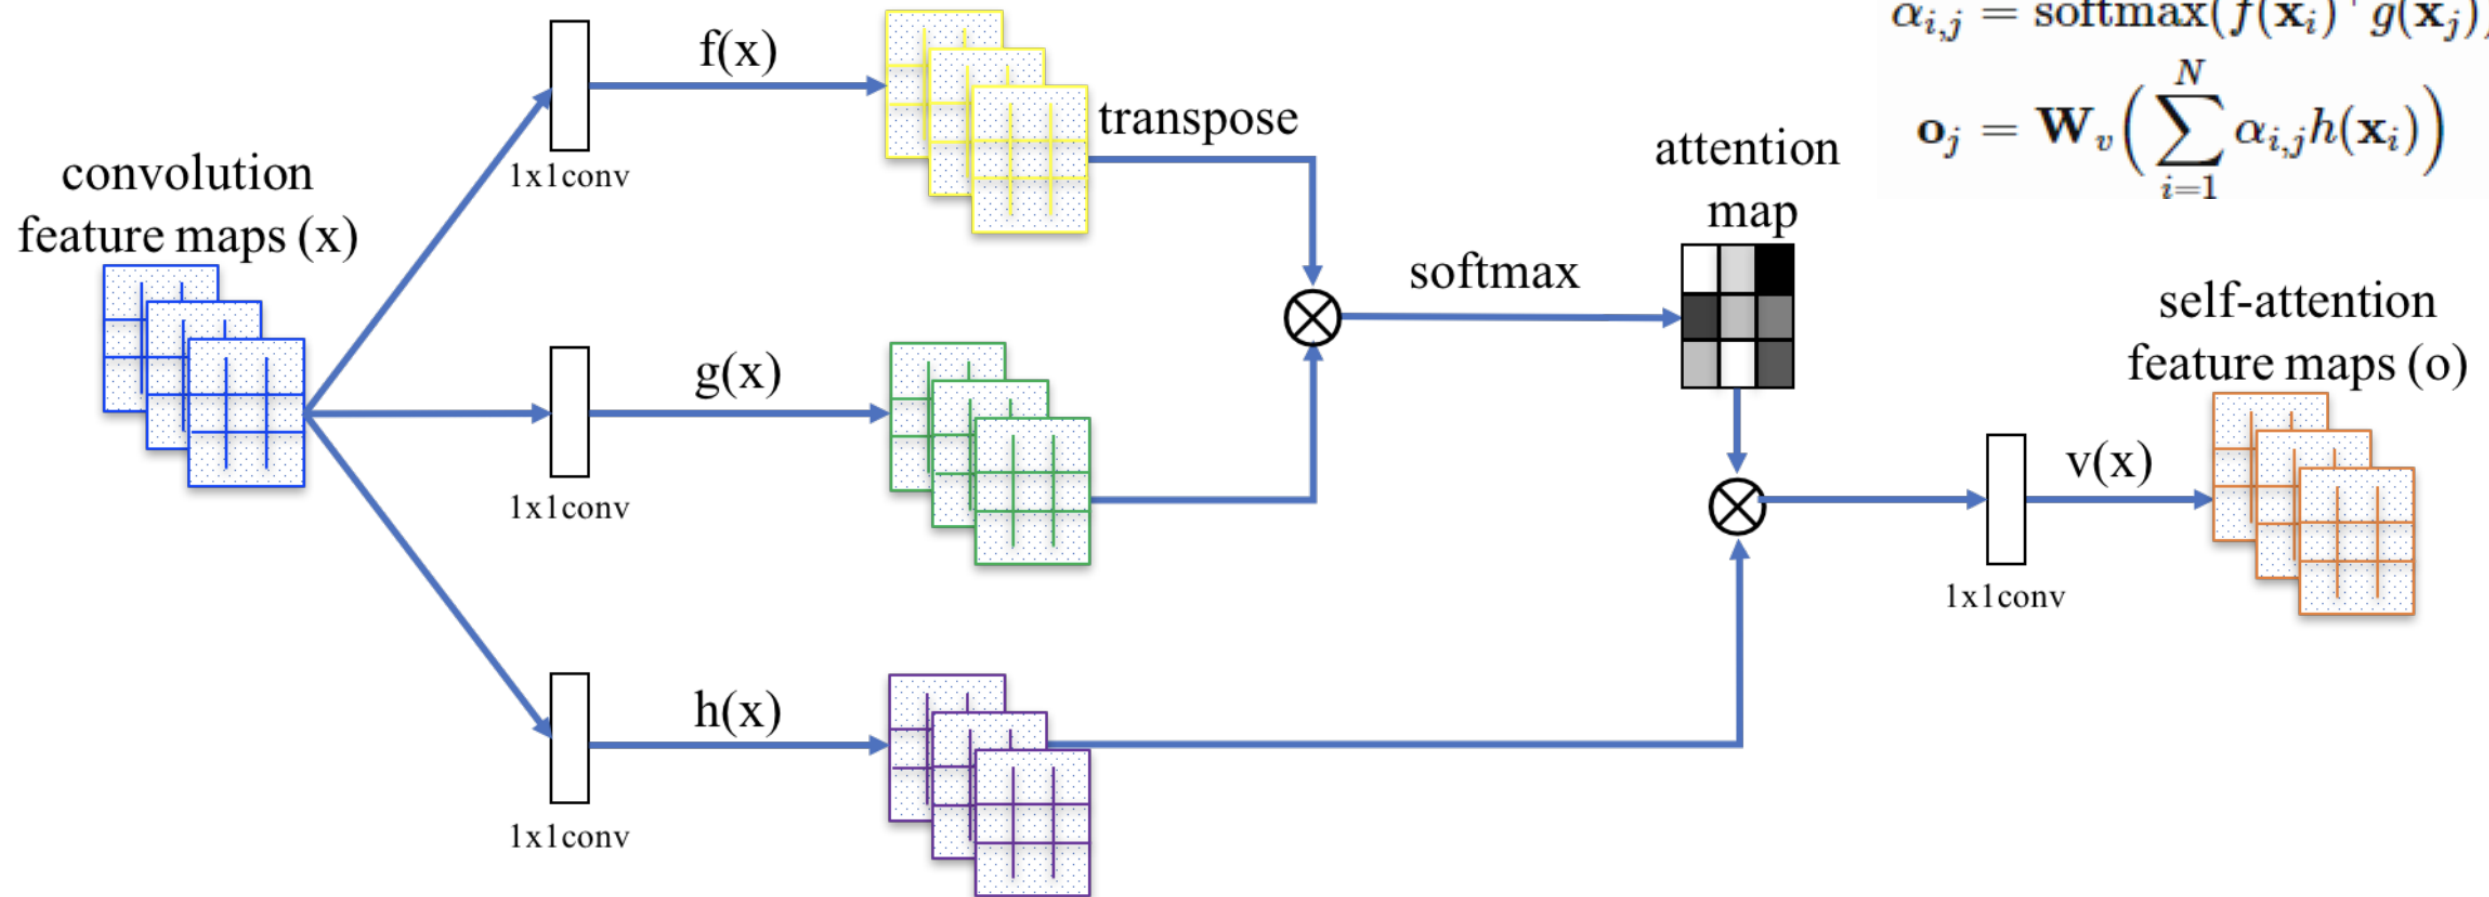 α_{i,j} = softmax(f(x_i)^⊤ g(x_j))
o_j = W_v(∑_{i=1}^{N} α_{i,j}h(x_i))
convolution
feature maps (x)
f(x)
1x1conv
transpose
g(x)
1x1conv
h(x)
1x1conv
softmax
attention
map
v(x)
1x1conv
self-attention
feature maps (o)